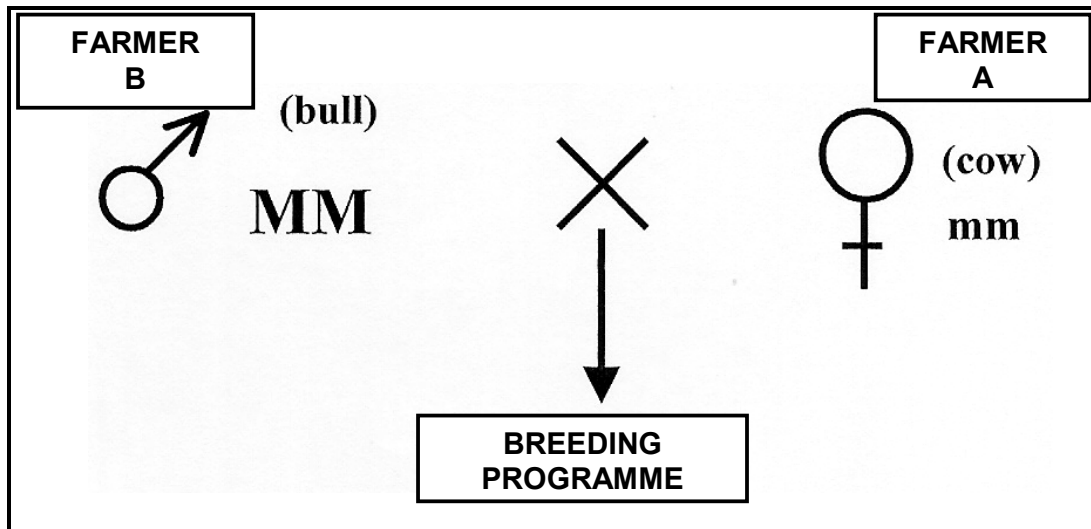 FARMER
B
FARMER
A
(bull)
MM
(cow)
mm
BREEDING
PROGRAMME